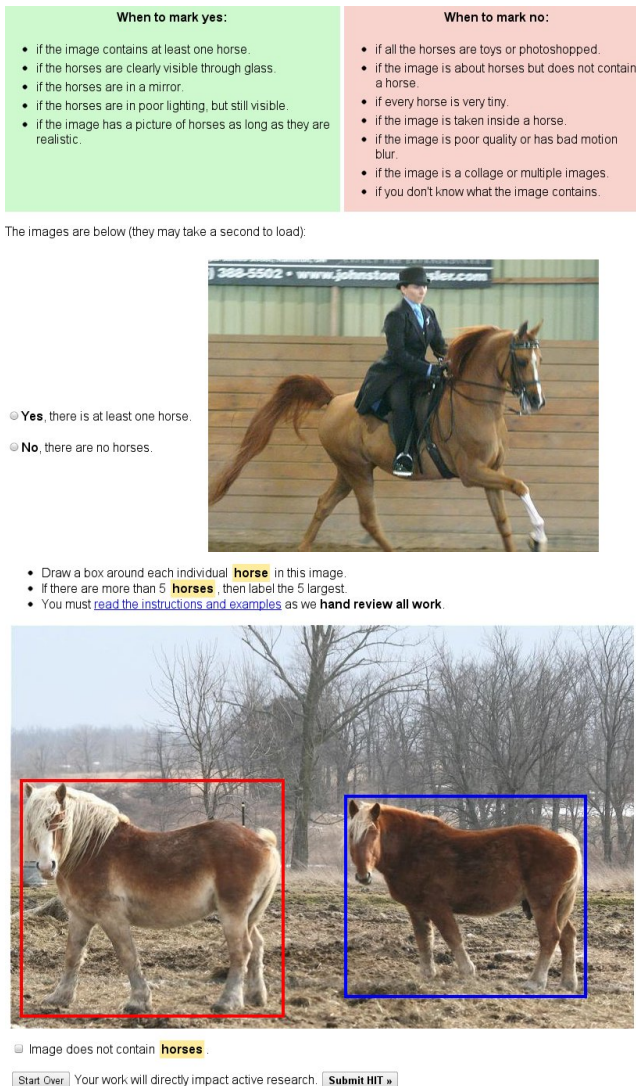 When to mark yes:
if the image contains at least one horse.
if the horses are clearly visible through glass.
if the horses are in a mirror.
if the horses are in poor lighting, but still visible.
if the image has a picture of horses as long as they are
realistic.
When to mark no:
if all the horses are toys or photoshopped.
if the image is about horses but does not contain
a horse.
if every horse is very tiny.
if the image is taken inside a horse.
if the image is poor quality or has bad motion
blur.
if the image is a collage or multiple images.
if you don't know what the image contains.
The images are below (they may take a second to load):
) 388-5502 • www.johnston
Yes, there is at least one horse.
No, there are no horses.
Draw a box around each individual horse in this image.
If there are more than 5 horses , then label the 5 largest.
You must read the instructions and examples as we hand review all work.
Image does not contain horses .
Start Over Your work will directly impact active research. Submit HIT »